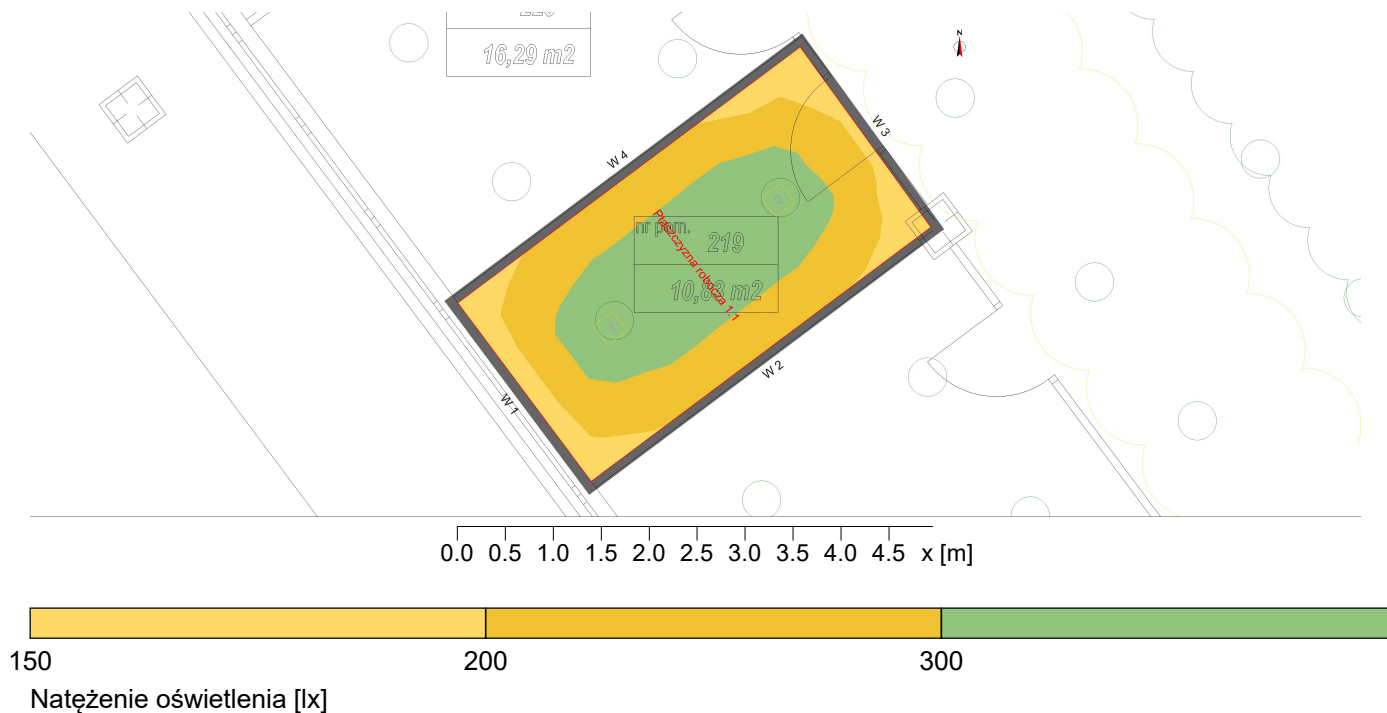 16,29 m2
N
W 3
W 4
2
nr pom.
219
Płaszczyzna robocza 1.1
10,83 m2
1
W 2
W 1
0.0 0.5 1.0 1.5 2.0 2.5 3.0 3.5 4.0 4.5 x [m]
150 200 300
Natężenie oświetlenia [lx]